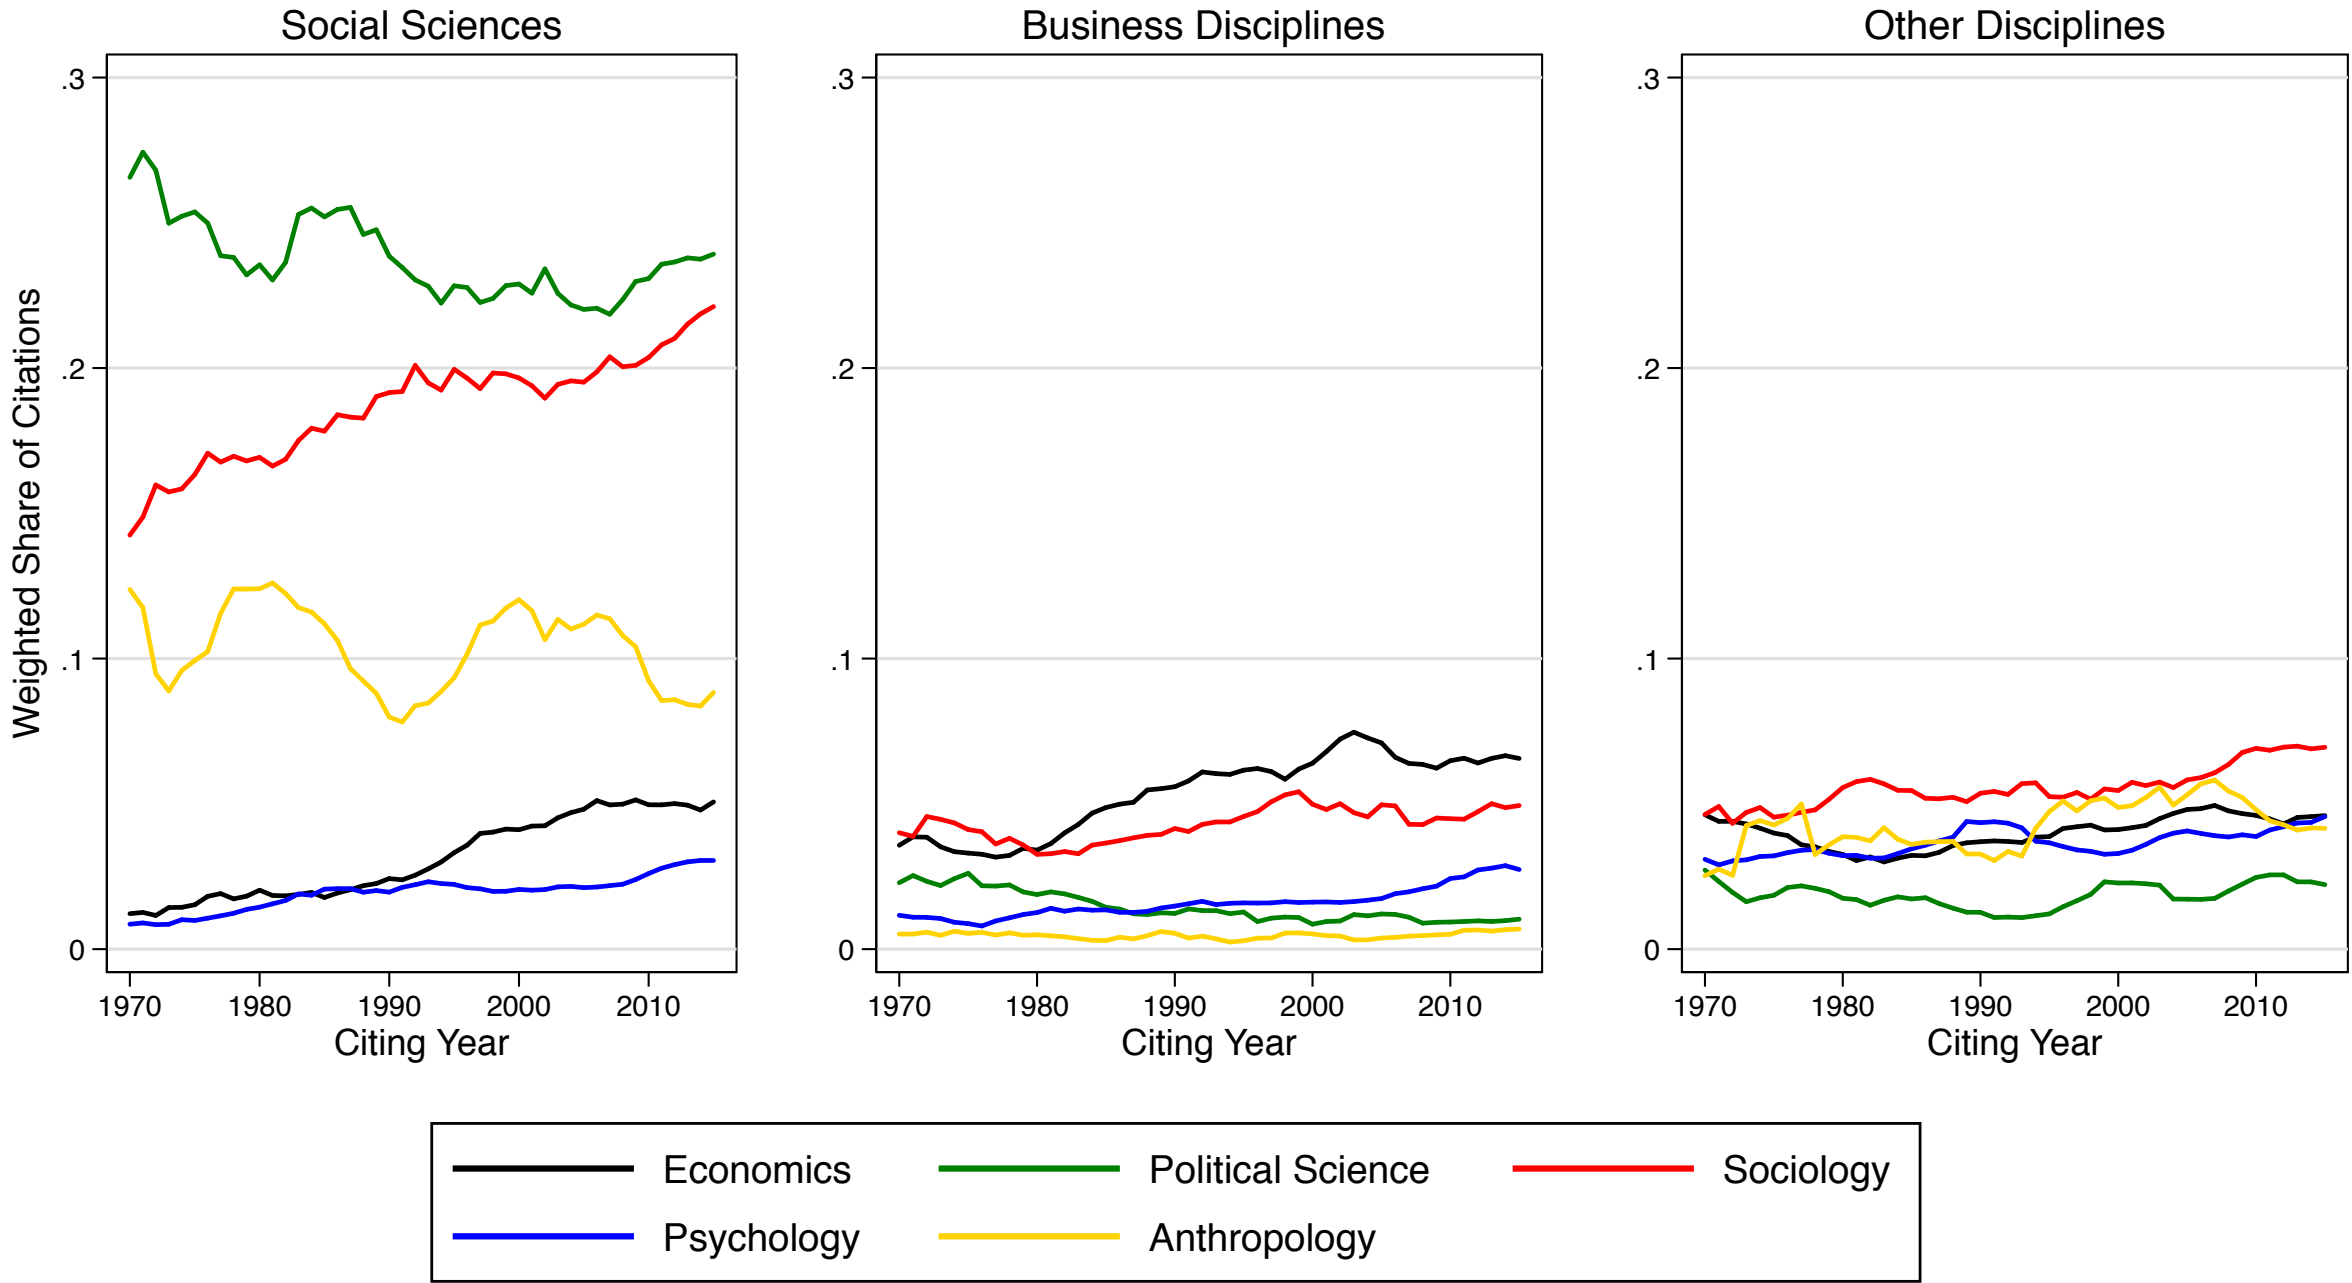 Social Sciences
Business Disciplines
Other Disciplines
Weighted Share of Citations
.3
.2
.1
0
1970 1980 1990 2000 2010
Citing Year
.3
.2
.1
0
1970 1980 1990 2000 2010
Citing Year
.3
.2
.1
0
1970 1980 1990 2000 2010
Citing Year
Economics Political Science Sociology
Psychology Anthropology